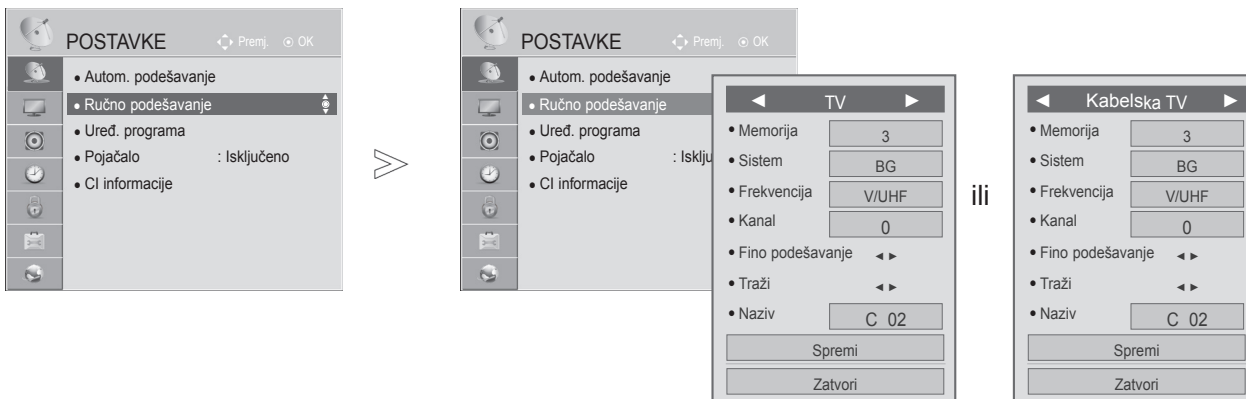 POSTAVKE Premj. OK
• Autom. podešavanje
• Ručno podešavanje
• Uređ. programa
• Pojačalo : Isključeno
• CI informacije
POSTAVKE Premj. OK
• Autom. podešavanje
• Ručno podešavanje
• Uređ. programa
• Pojačalo : Isklju
• CI informacije
◄ TV ►
• Memorija 3
• Sistem BG
• Frekvencija V/UHF
• Kanal 0
• Fino podešavanje ◄ ►
• Traži ◄ ►
• Naziv C 02
Spremi
Zatvori
ili
◄ Kabelska TV ►
• Memorija 3
• Sistem BG
• Frekvencija V/UHF
• Kanal 0
• Fino podešavanje ◄ ►
• Traži ◄ ►
• Naziv C 02
Spremi
Zatvori